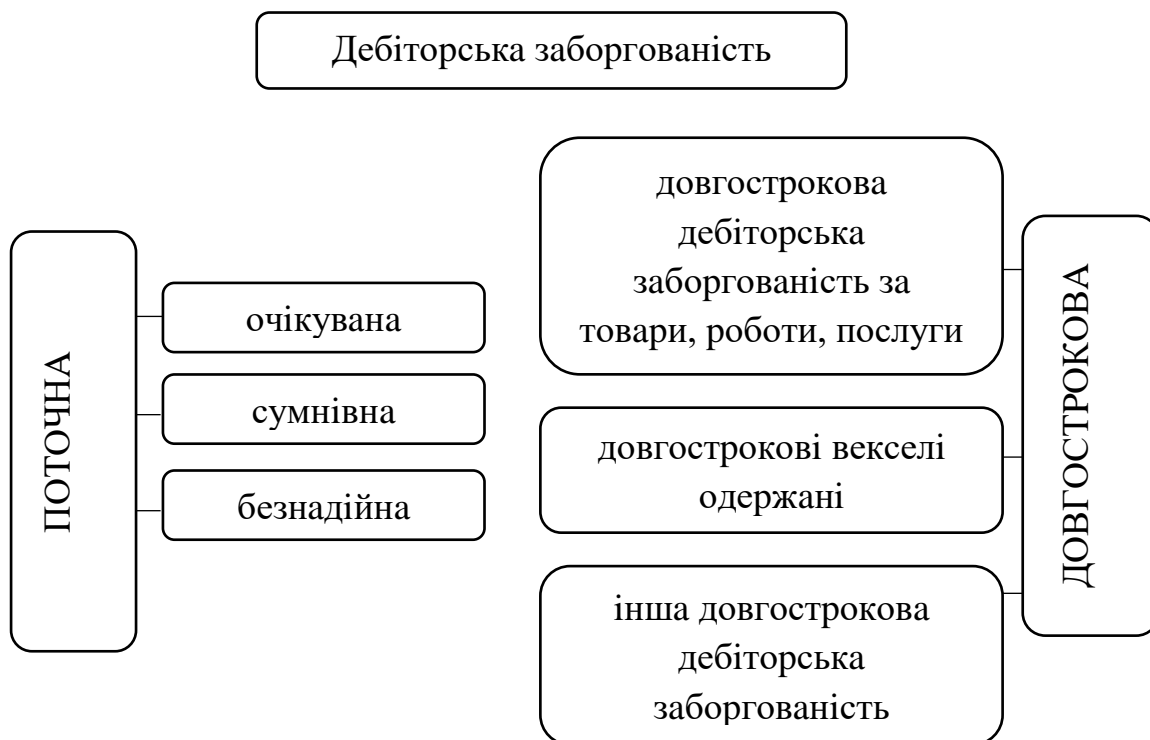 Дебіторська заборгованість
ПОТОЧНА
очікувана
сумнівна
безнадійна
довгострокова
дебіторська
заборгованість за
товари, роботи, послуги
довгострокові векселі
одержані
інша довгострокова
дебіторська
заборгованість
ДОВГОСТРОКОВА